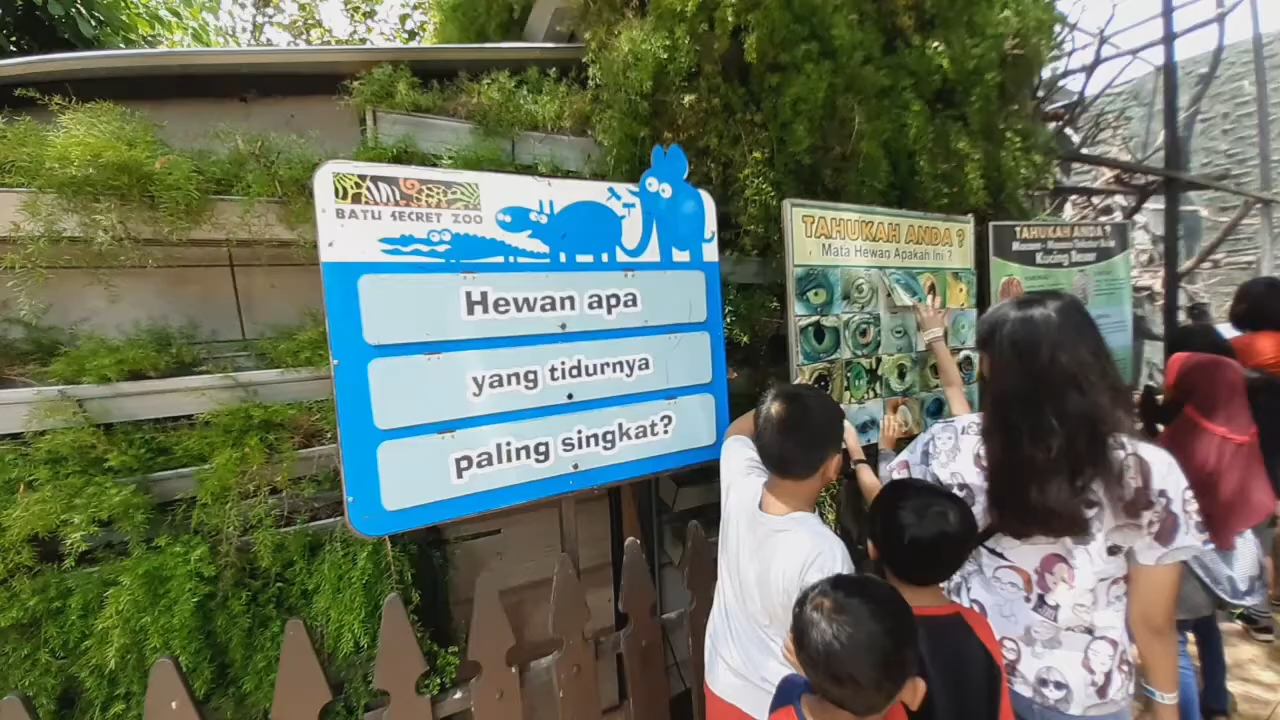 BATU SECRET ZOO
Hewan apa
yang tidurnya
paling singkat?
TAHUKAH ANDA ?
Mata Hewan Apakah Ini ?
TAHUKAH ANDA ?
Kucing Besar